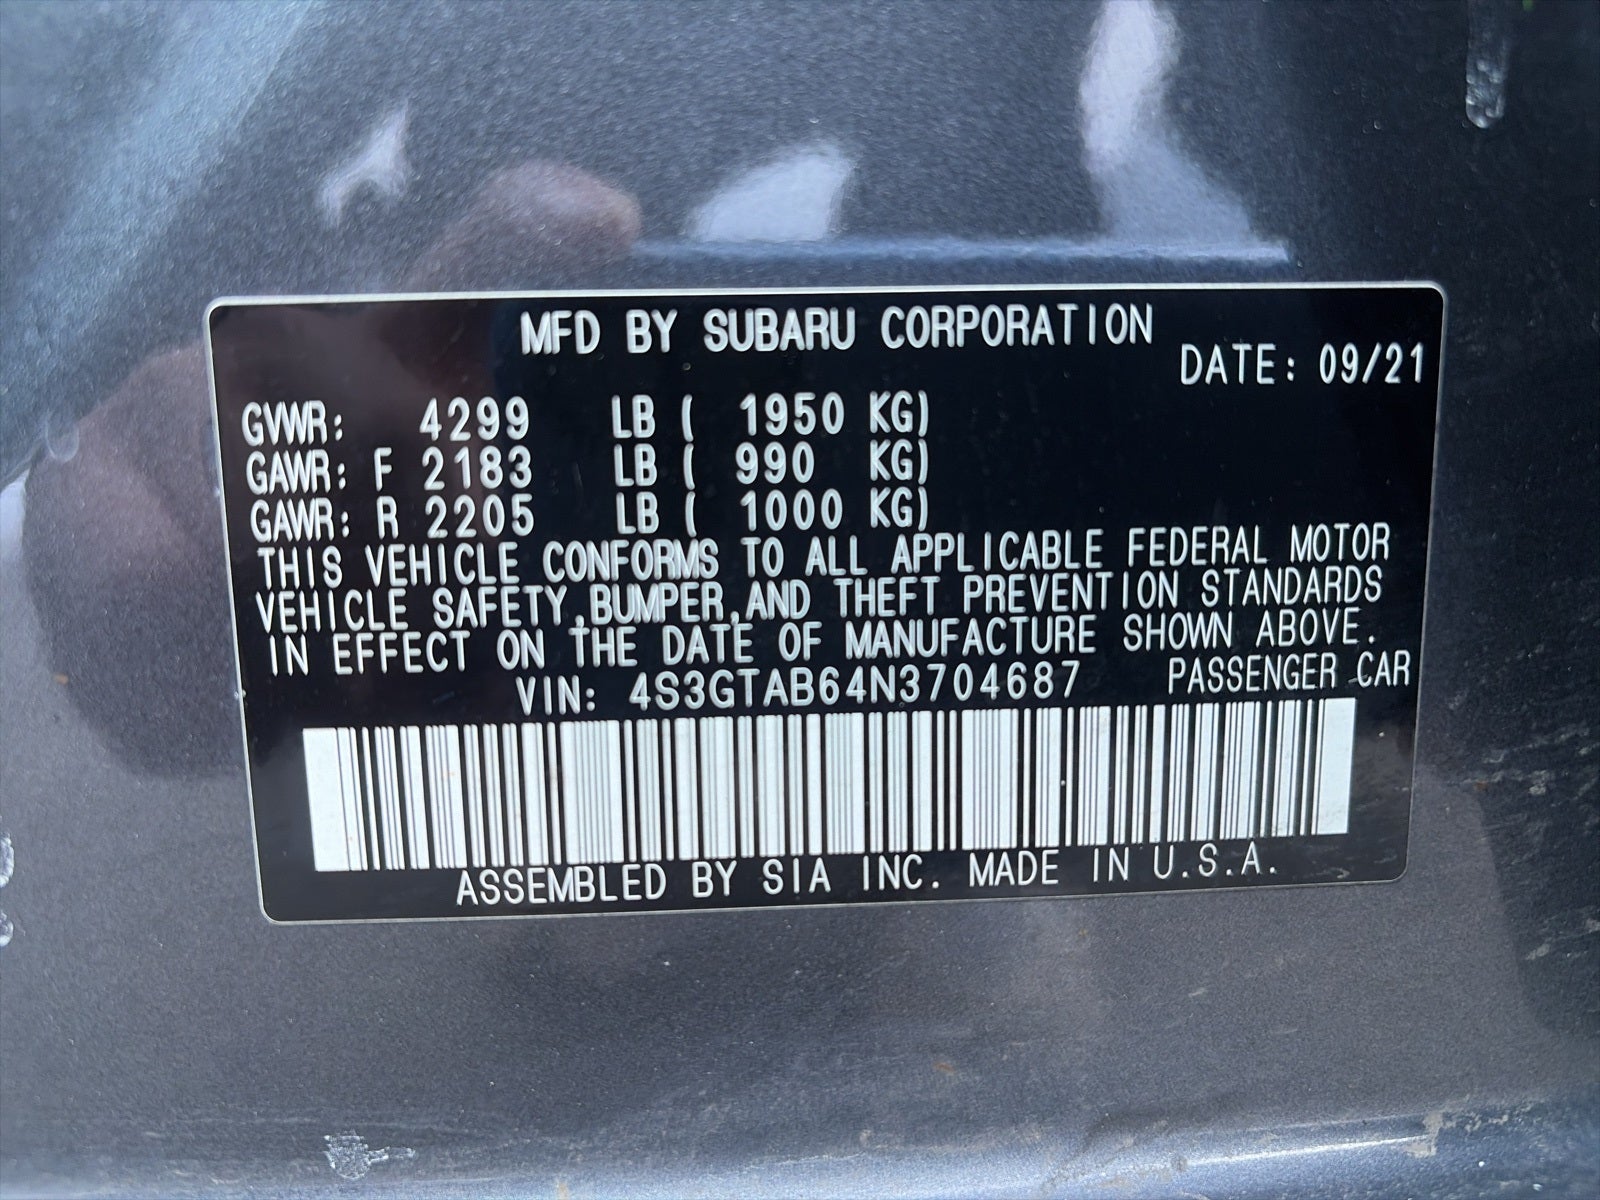 MFD BY SUBARU CORPORATION
DATE: 09/21
GVWR: 4299 LB ( 1950 KG)
GAWR: F 2183 LB ( 990 KG)
GAWR: R 2205 LB ( 1000 KG)
THIS VEHICLE CONFORMS TO ALL APPLICABLE FEDERAL MOTOR
VEHICLE SAFETY,BUMPER,AND THEFT PREVENTION STANDARDS
IN EFFECT ON THE DATE OF MANUFACTURE SHOWN ABOVE.
VIN: 4S3GTAB64N3704687 PASSENGER CAR
ASSEMBLED BY SIA INC. MADE IN U.S.A.